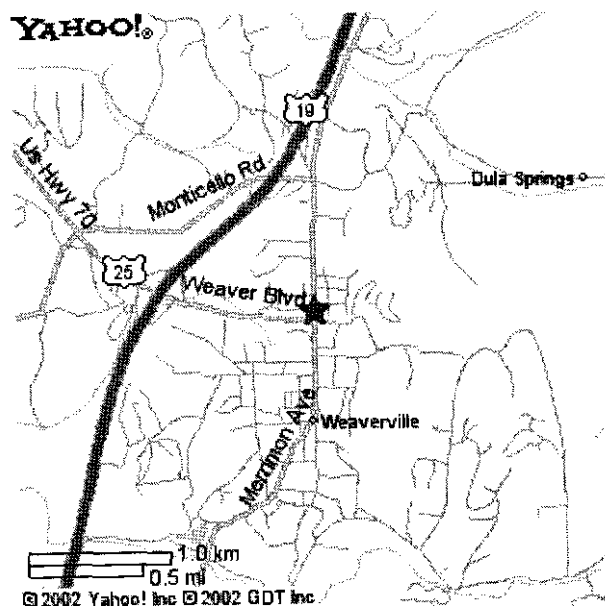 YAHOO!®
19
Us Hwy 70
Monticello Rd
Dula Springs
25
Weaver Blvd
Merrimon Ave
Weaverville
1.0 km
0.5 mi
© 2002 Yahoo! Inc © 2002 GDT Inc